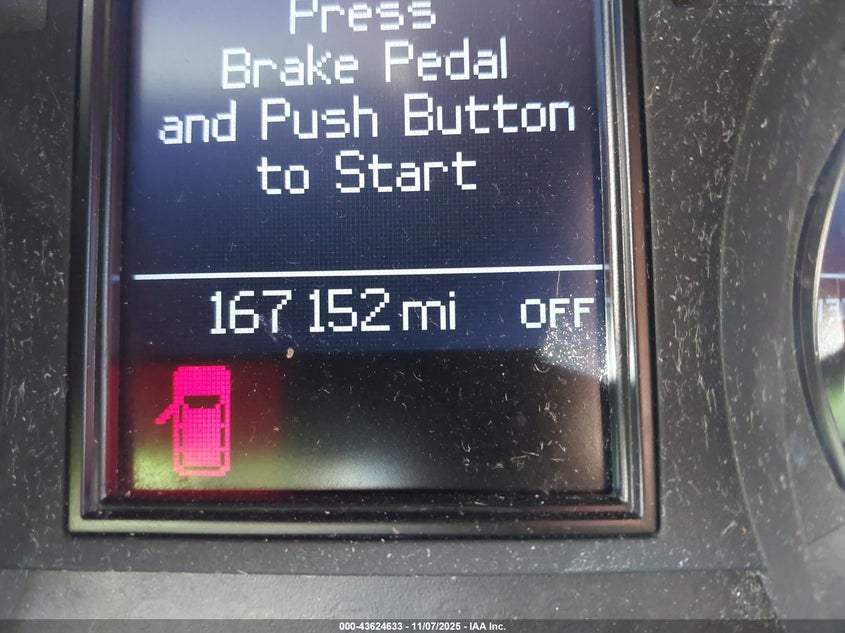 Press
Brake Pedal
and Push Button
to Start
167 152 mi OFF
000-43624633 - 11/07/2025 - IAA Inc.